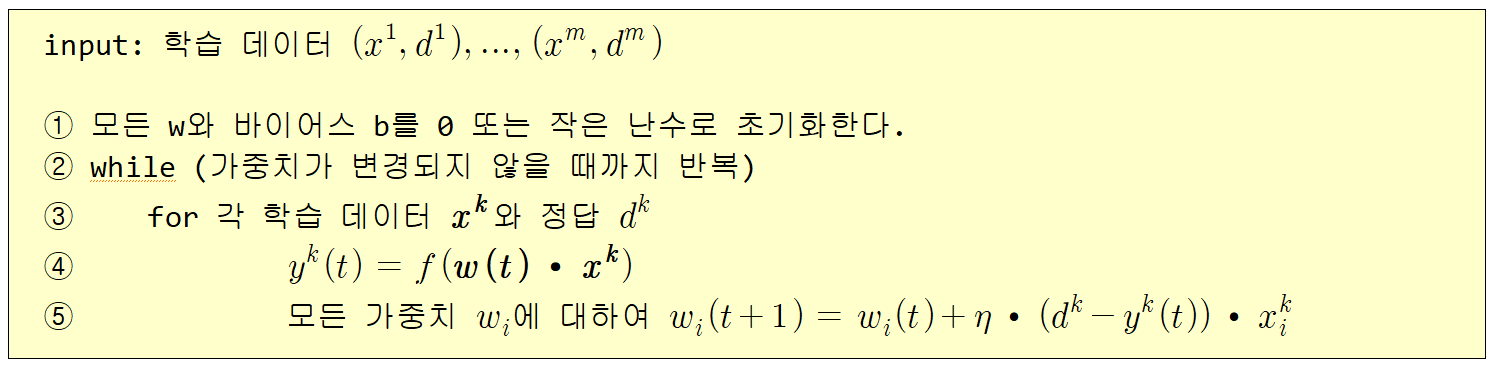 input: 학습 데이터 (x¹, d¹), ..., (xᵐ, dᵐ)
① 모든 w와 바이어스 b를 0 또는 작은 난수로 초기화한다.
② while (가중치가 변경되지 않을 때까지 반복)
③ for 각 학습 데이터 xᵏ와 정답 dᵏ
④ yᵏ(t) = f(w(t) • xᵏ)
⑤ 모든 가중치 wᵢ에 대하여 wᵢ(t+1) = wᵢ(t) + η • (dᵏ − yᵏ(t)) • xᵢᵏ